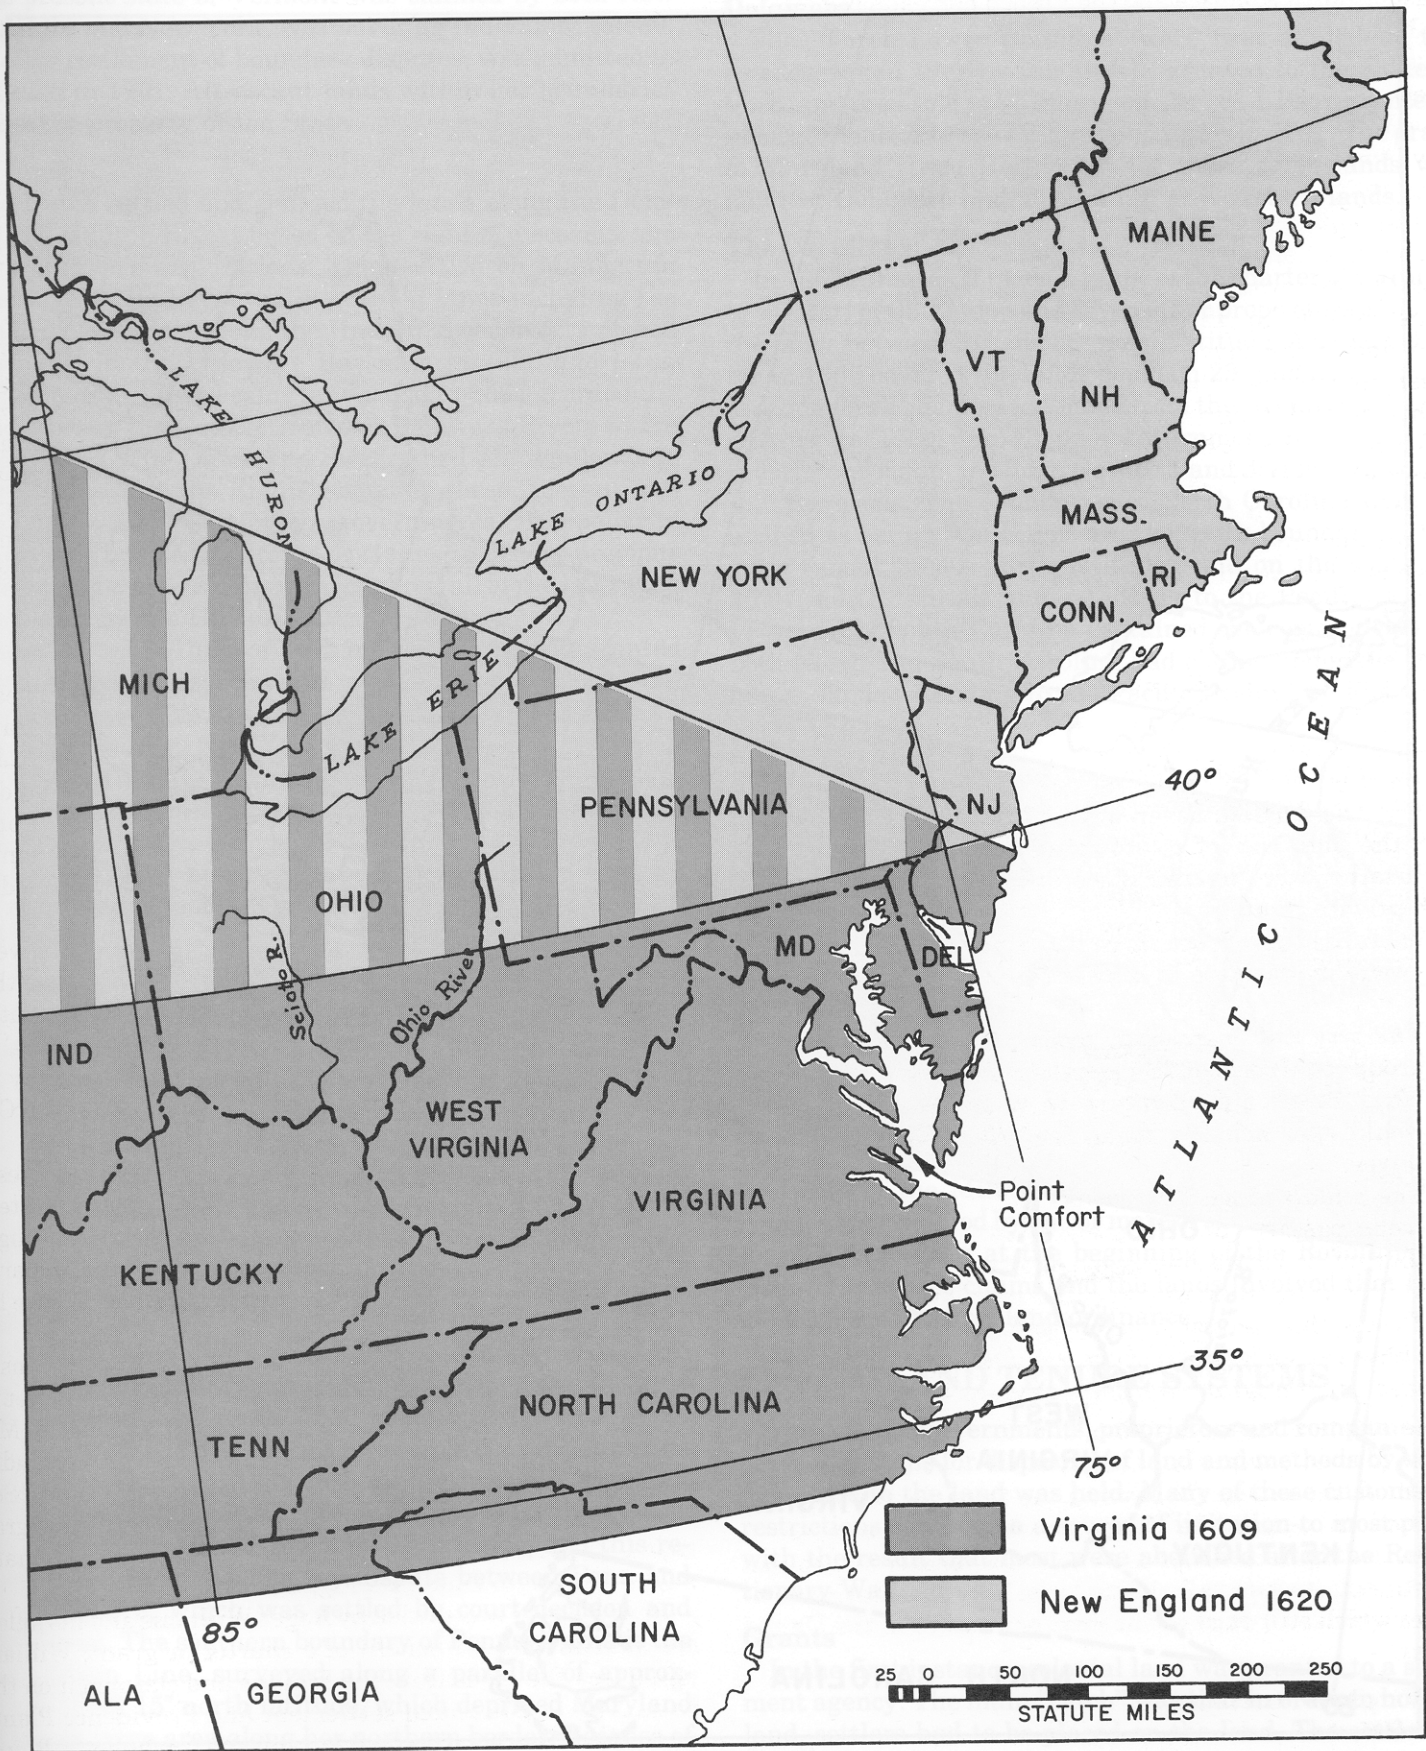 MAINE
VT
NH
LAKE HURON
LAKE ONTARIO
MASS.
NEW YORK
RI
CONN.
MICH
LAKE ERIE
PENNSYLVANIA
NJ
40°
ATLANTIC OCEAN
OHIO
MD
DEL
Scioto R.
Ohio River
IND
WEST
VIRGINIA
VIRGINIA
Point
Comfort
KENTUCKY
35°
NORTH CAROLINA
TENN
75°
Virginia 1609
New England 1620
SOUTH
CAROLINA
85°
ALA
GEORGIA
25 0 50 100 150 200 250
STATUTE MILES